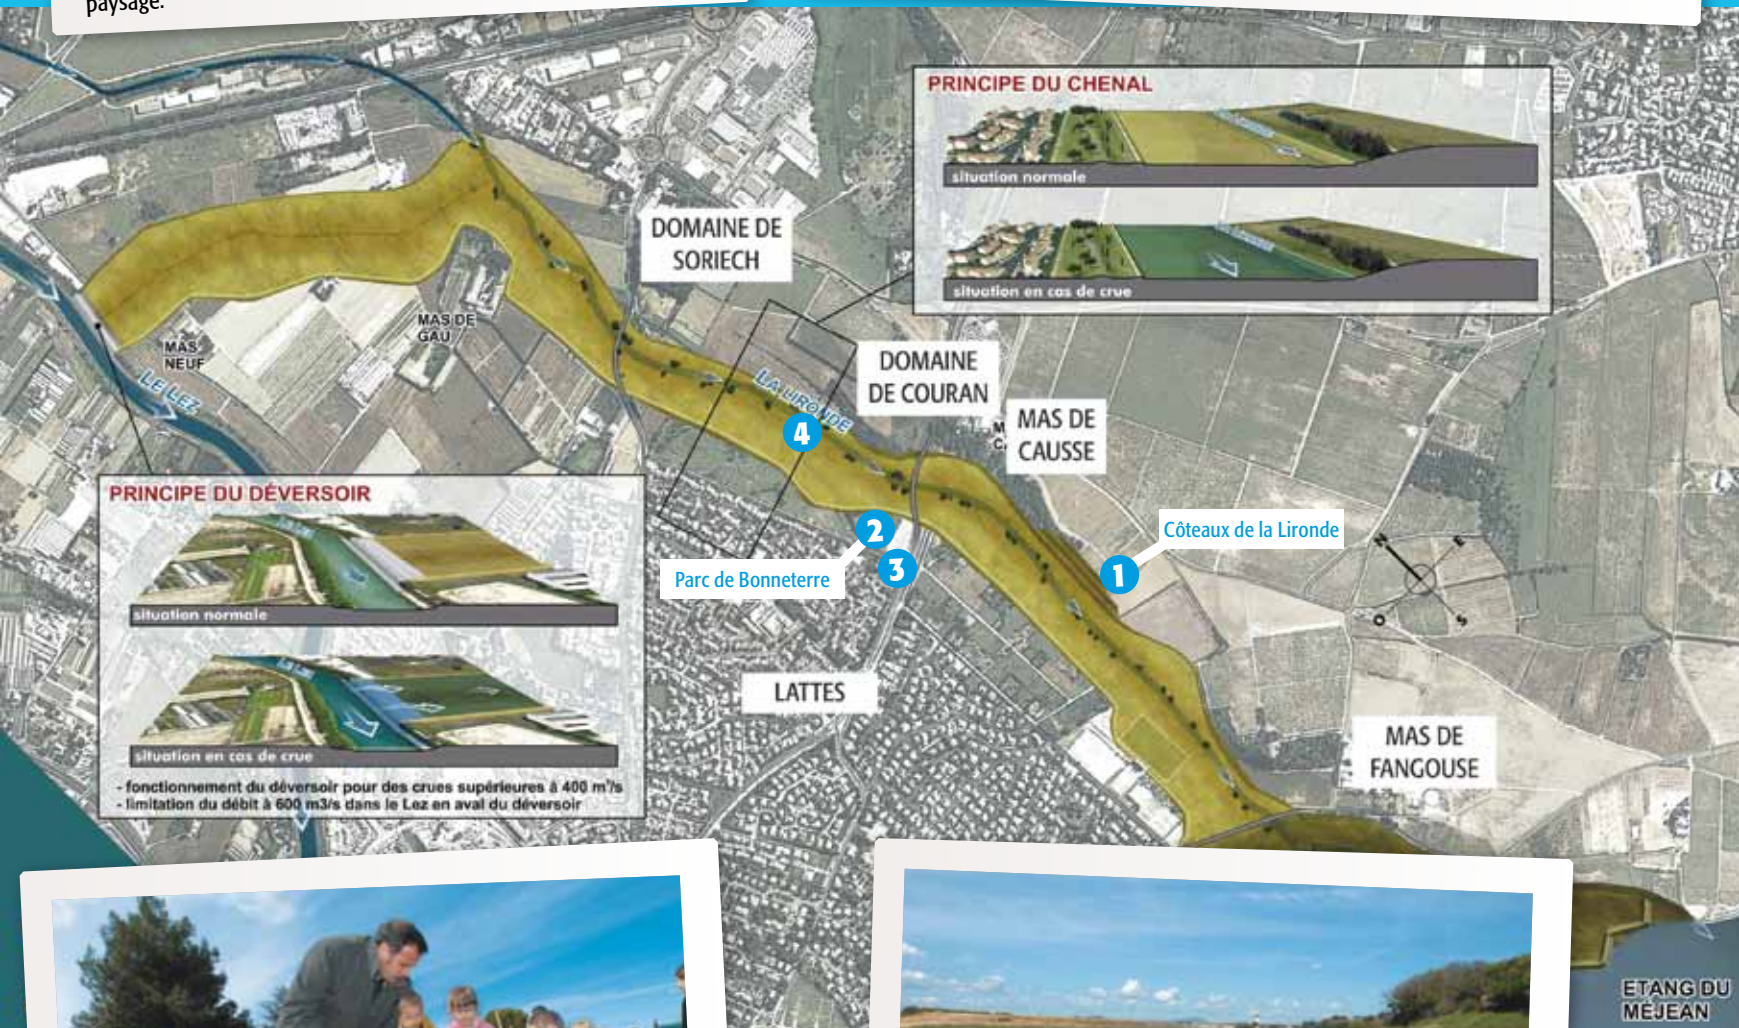 paysage.
PRINCIPE DU CHENAL
situation normale
situation en cas de crue
DOMAINE DE
SORIECH
MAS DE
GAU
MAS
NEUF
LE LEZ
DOMAINE
DE COURAN
LA LIRONDE
4
MAS DE
CAUSSE
PRINCIPE DU DÉVERSOIR
situation normale
situation en cas de crue
- fonctionnement du déversoir pour des crues supérieures à 400 m³/s
- limitation du débit à 600 m3/s dans le Lez en aval du déversoir
2
Parc de Bonneterre
3
Côteaux de la Lironde
1
N
E
O
S
LATTES
MAS DE
FANGOUSE
ETANG DU
MÉJEAN